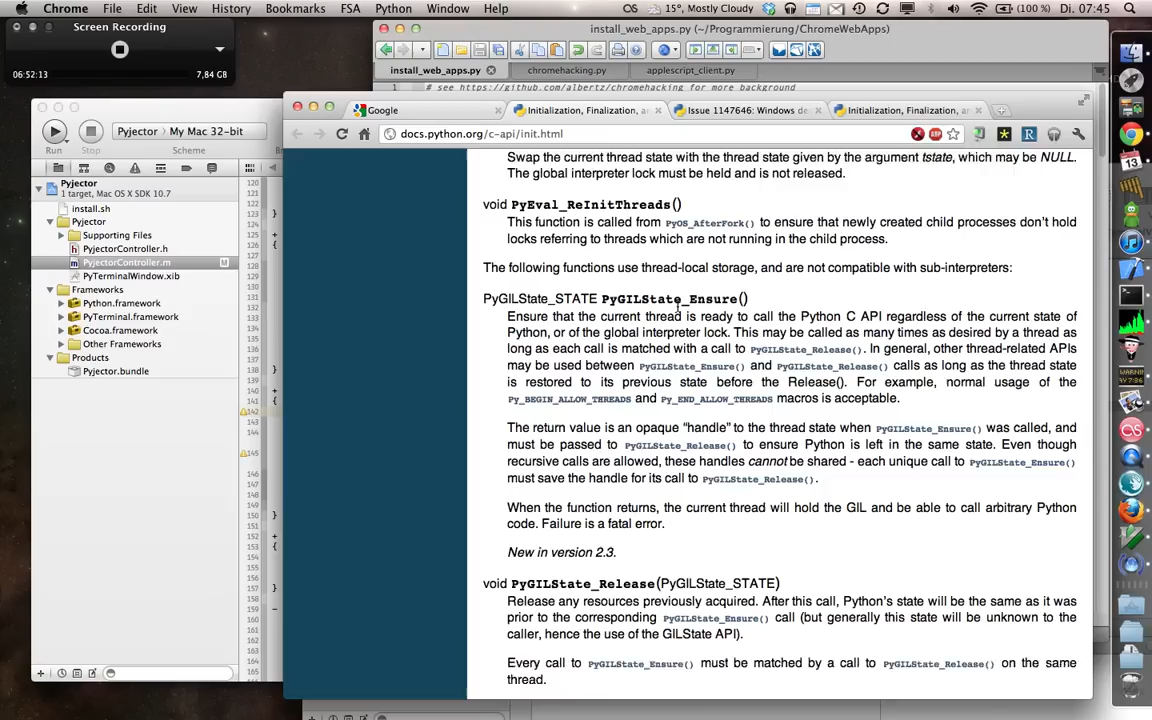 Chrome File Edit View History Bookmarks FSA Python Window Help
15°, Mostly Cloudy
(100 %) Di. 07:45
Screen Recording
06:52:13 7,84 GB
install_web_apps.py (~/Programmierung/ChromeWebApps)
install_web_apps.py chromehacking.py applescript_client.py
# see https://github.com/albertz/chromehacking for more background
Google
Initialization, Finalization, an
Issue 1147646: Windows de
Initialization, Finalization, an
docs.python.org/c-api/init.html
Pyjector My Mac 32-bit
Run Stop Scheme
Pyjector
1 target, Mac OS X SDK 10.7
install.sh
Pyjector
Supporting Files
PyjectorController.h
PyjectorController.m M
PyTerminalWindow.xib
Frameworks
Python.framework
PyTerminal.framework
Cocoa.framework
Other Frameworks
Products
Pyjector.bundle
Swap the current thread state with the thread state given by the argument tstate, which may be NULL.
The global interpreter lock must be held and is not released.
void PyEval_ReInitThreads()
This function is called from PyOS_AfterFork() to ensure that newly created child processes don't hold
locks referring to threads which are not running in the child process.
The following functions use thread-local storage, and are not compatible with sub-interpreters:
PyGILState_STATE PyGILState_Ensure()
Ensure that the current thread is ready to call the Python C API regardless of the current state of
Python, or of the global interpreter lock. This may be called as many times as desired by a thread as
long as each call is matched with a call to PyGILState_Release(). In general, other thread-related APIs
may be used between PyGILState_Ensure() and PyGILState_Release() calls as long as the thread state
is restored to its previous state before the Release(). For example, normal usage of the
Py_BEGIN_ALLOW_THREADS and Py_END_ALLOW_THREADS macros is acceptable.
The return value is an opaque “handle” to the thread state when PyGILState_Ensure() was called, and
must be passed to PyGILState_Release() to ensure Python is left in the same state. Even though
recursive calls are allowed, these handles cannot be shared - each unique call to PyGILState_Ensure()
must save the handle for its call to PyGILState_Release().
When the function returns, the current thread will hold the GIL and be able to call arbitrary Python
code. Failure is a fatal error.
New in version 2.3.
void PyGILState_Release(PyGILState_STATE)
Release any resources previously acquired. After this call, Python's state will be the same as it was
prior to the corresponding PyGILState_Ensure() call (but generally this state will be unknown to the
caller, hence the use of the GILState API).
Every call to PyGILState_Ensure() must be matched by a call to PyGILState_Release() on the same
thread.